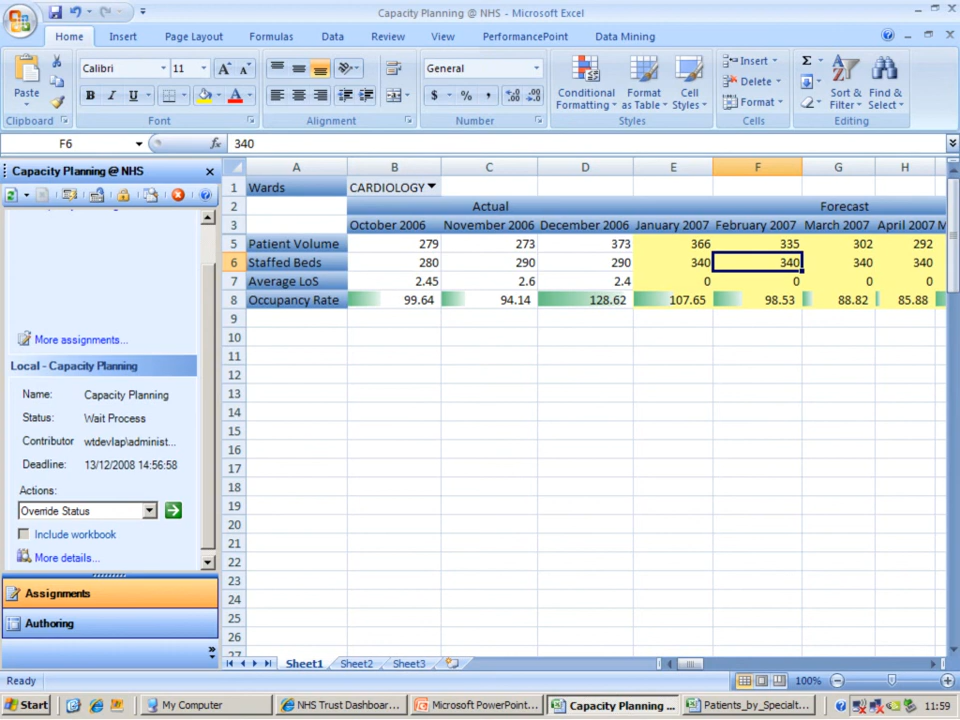 Capacity Planning @ NHS - Microsoft Excel
Home Insert Page Layout Formulas Data Review View PerformancePoint Data Mining
Paste
Calibri 11
General
Conditional Formatting
Format as Table
Cell Styles
Insert
Delete
Format
Sort & Filter
Find & Select
B I U
$ % ,
Clipboard Font Alignment Number Styles Cells Editing
F6 fx 340
Capacity Planning @ NHS
More assignments...
Local - Capacity Planning
Name: Capacity Planning
Status: Wait Process
Contributor wtdevlap\administ...
Deadline: 13/12/2008 14:56:58
Actions:
Override Status
Include workbook
More details...
Assignments
Authoring
A B C D E F G H
1 Wards CARDIOLOGY
2 Actual Forecast
3 October 2006 November 2006 December 2006 January 2007 February 2007 March 2007 April 2007 M
5 Patient Volume 279 273 373 366 335 302 292
6 Staffed Beds 280 290 290 340 340 340 340
7 Average LoS 2.45 2.6 2.4 0 0 0 0
8 Occupancy Rate 99.64 94.14 128.62 107.65 98.53 88.82 85.88
9
10
11
12
13
14
15
16
17
18
19
20
21
22
23
24
25
26
27
Sheet1 Sheet2 Sheet3
Ready 100%
Start My Computer NHS Trust Dashboar... Microsoft PowerPoint... Capacity Planning ... Patients_by_Specialt... 11:59